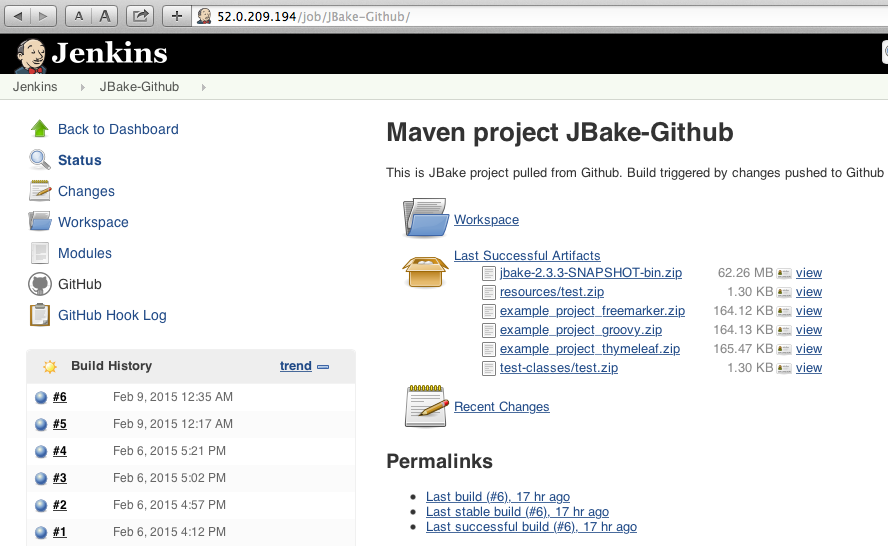 A A + 52.0.209.194/job/JBake-Github/
Jenkins
Jenkins JBake-Github
Back to Dashboard
Status
Changes
Workspace
Modules
GitHub
GitHub Hook Log
Build History trend
#6 Feb 9, 2015 12:35 AM
#5 Feb 9, 2015 12:17 AM
#4 Feb 6, 2015 5:21 PM
#3 Feb 6, 2015 5:02 PM
#2 Feb 6, 2015 4:57 PM
#1 Feb 6, 2015 4:12 PM
Maven project JBake-Github
This is JBake project pulled from Github. Build triggered by changes pushed to Github
Workspace
Last Successful Artifacts
jbake-2.3.3-SNAPSHOT-bin.zip 62.26 MB view
resources/test.zip 1.30 KB view
example_project_freemarker.zip 164.12 KB view
example_project_groovy.zip 164.13 KB view
example_project_thymeleaf.zip 165.47 KB view
test-classes/test.zip 1.30 KB view
Recent Changes
Permalinks
Last build (#6), 17 hr ago
Last stable build (#6), 17 hr ago
Last successful build (#6), 17 hr ago